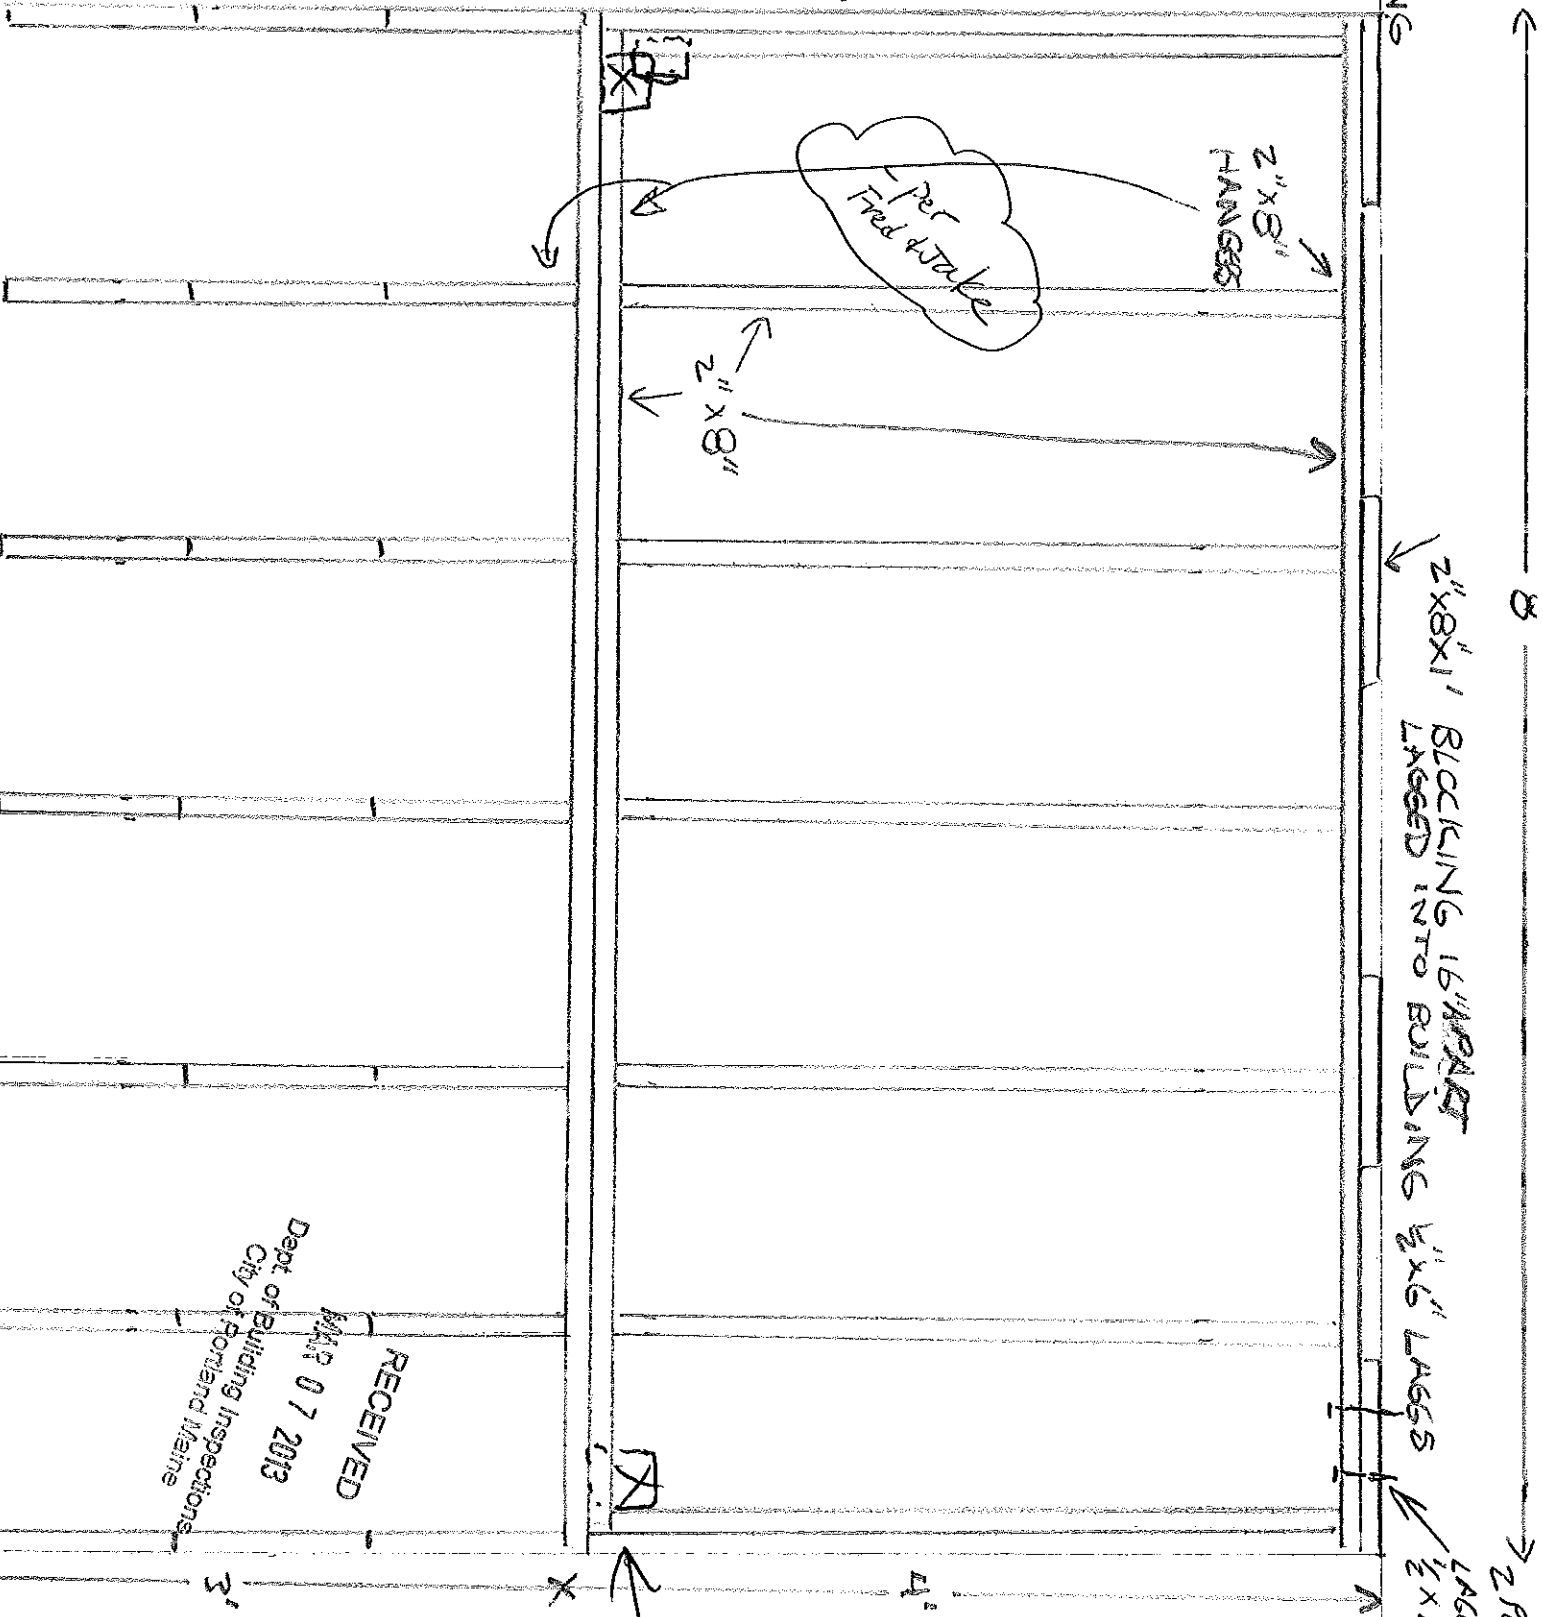 8
2"x8"x1' BLOCKING 16" APART
LAGGED INTO BUILDING ½"x6" LAGGS
2"x8"
HANGES
per
Fred + Jake
2"x8"
4'
3'
RECEIVED
MAR 07 2013
Dept. of Building Inspections
City of Portland Maine